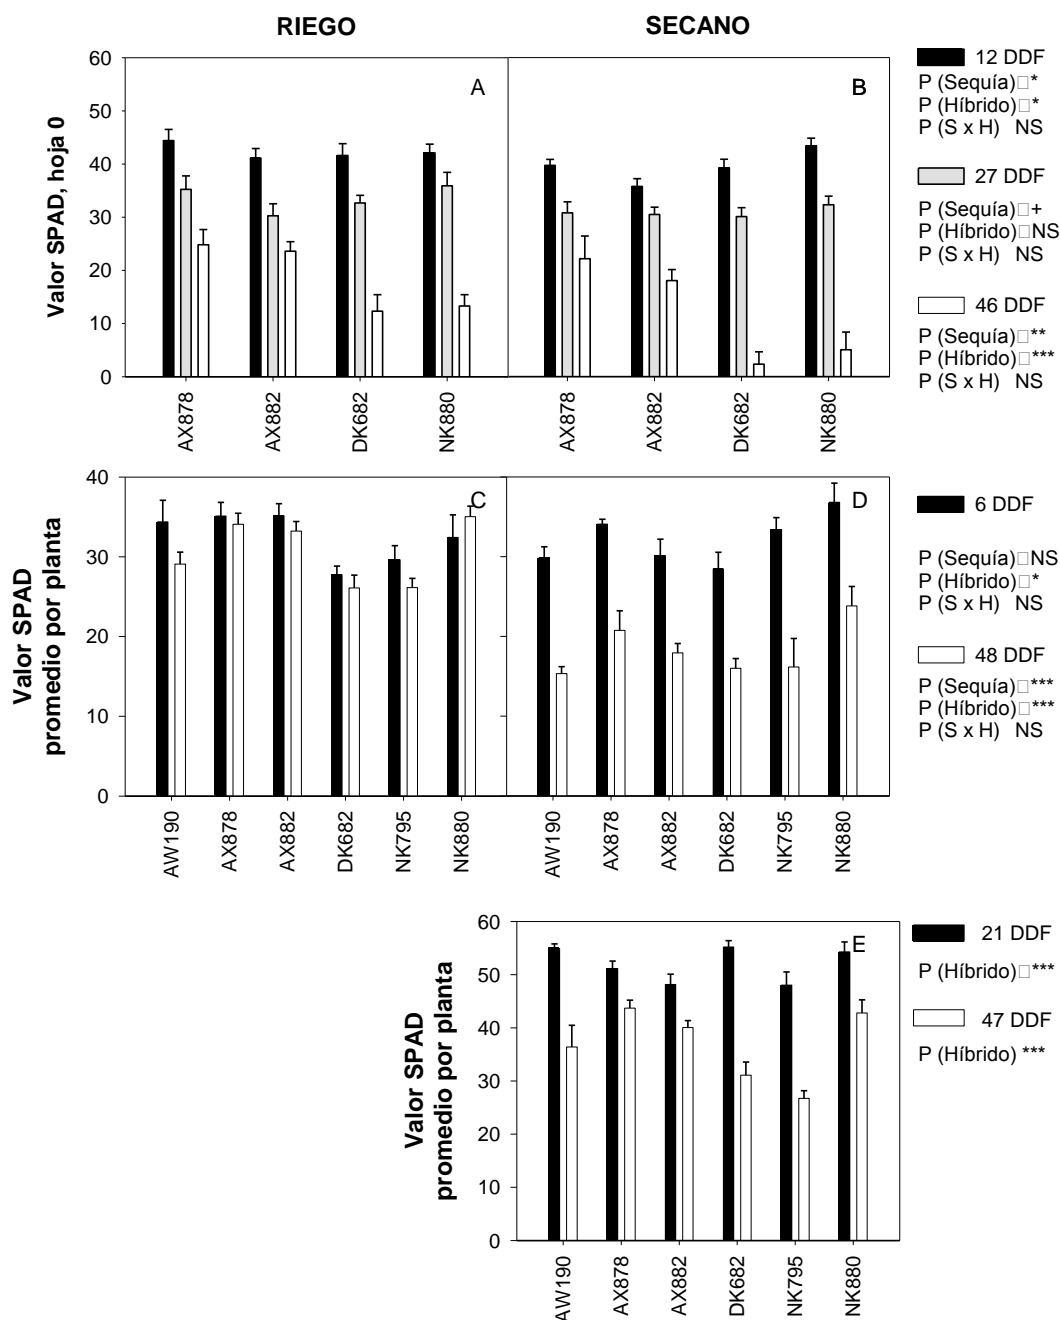 RIEGO
SECANO
Valor SPAD, hoja 0
60
50
40
30
20
10
0
A
B
AX878
AX882
DK682
NK880
AX878
AX882
DK682
NK880
12 DDF
P (Sequía)□*
P (Híbrido)□*
P (S x H) NS
27 DDF
P (Sequía)□+
P (Híbrido)□NS
P (S x H) NS
46 DDF
P (Sequía)□**
P (Híbrido)□***
P (S x H) NS
Valor SPAD
promedio por planta
40
30
20
10
0
C
D
AW190
AX878
AX882
DK682
NK795
NK880
AW190
AX878
AX882
DK682
NK795
NK880
6 DDF
P (Sequía)□NS
P (Híbrido)□*
P (S x H) NS
48 DDF
P (Sequía)□***
P (Híbrido)□***
P (S x H) NS
Valor SPAD
promedio por planta
60
50
40
30
20
10
0
E
AW190
AX878
AX882
DK682
NK795
NK880
21 DDF
P (Híbrido)□***
47 DDF
P (Híbrido) ***